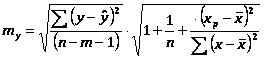 m_y = √(∑(y−ŷ)²/(n−m−1)) · √(1+1/n+(x_p−x̄)²/∑(x−x̄)²)